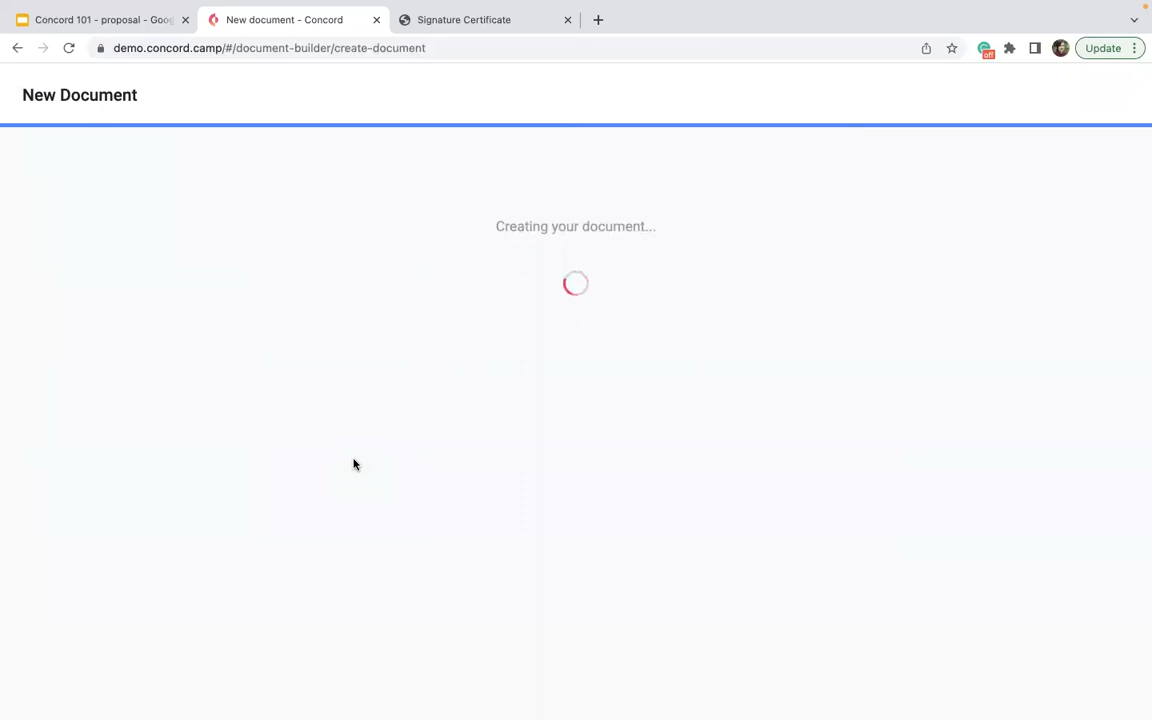 Concord 101 - proposal - Goog
New document - Concord
Signature Certificate
demo.concord.camp/#/document-builder/create-document
off
Update
New Document
Creating your document...